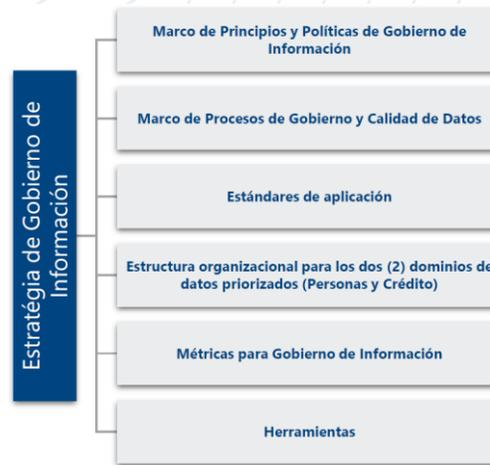 Estratégia de Gobierno de
Información
Marco de Principios y Políticas de Gobierno de
Información
Marco de Procesos de Gobierno y Calidad de Datos
Estándares de aplicación
Estructura organizacional para los dos (2) dominios de
datos priorizados (Personas y Crédito)
Métricas para Gobierno de Información
Herramientas